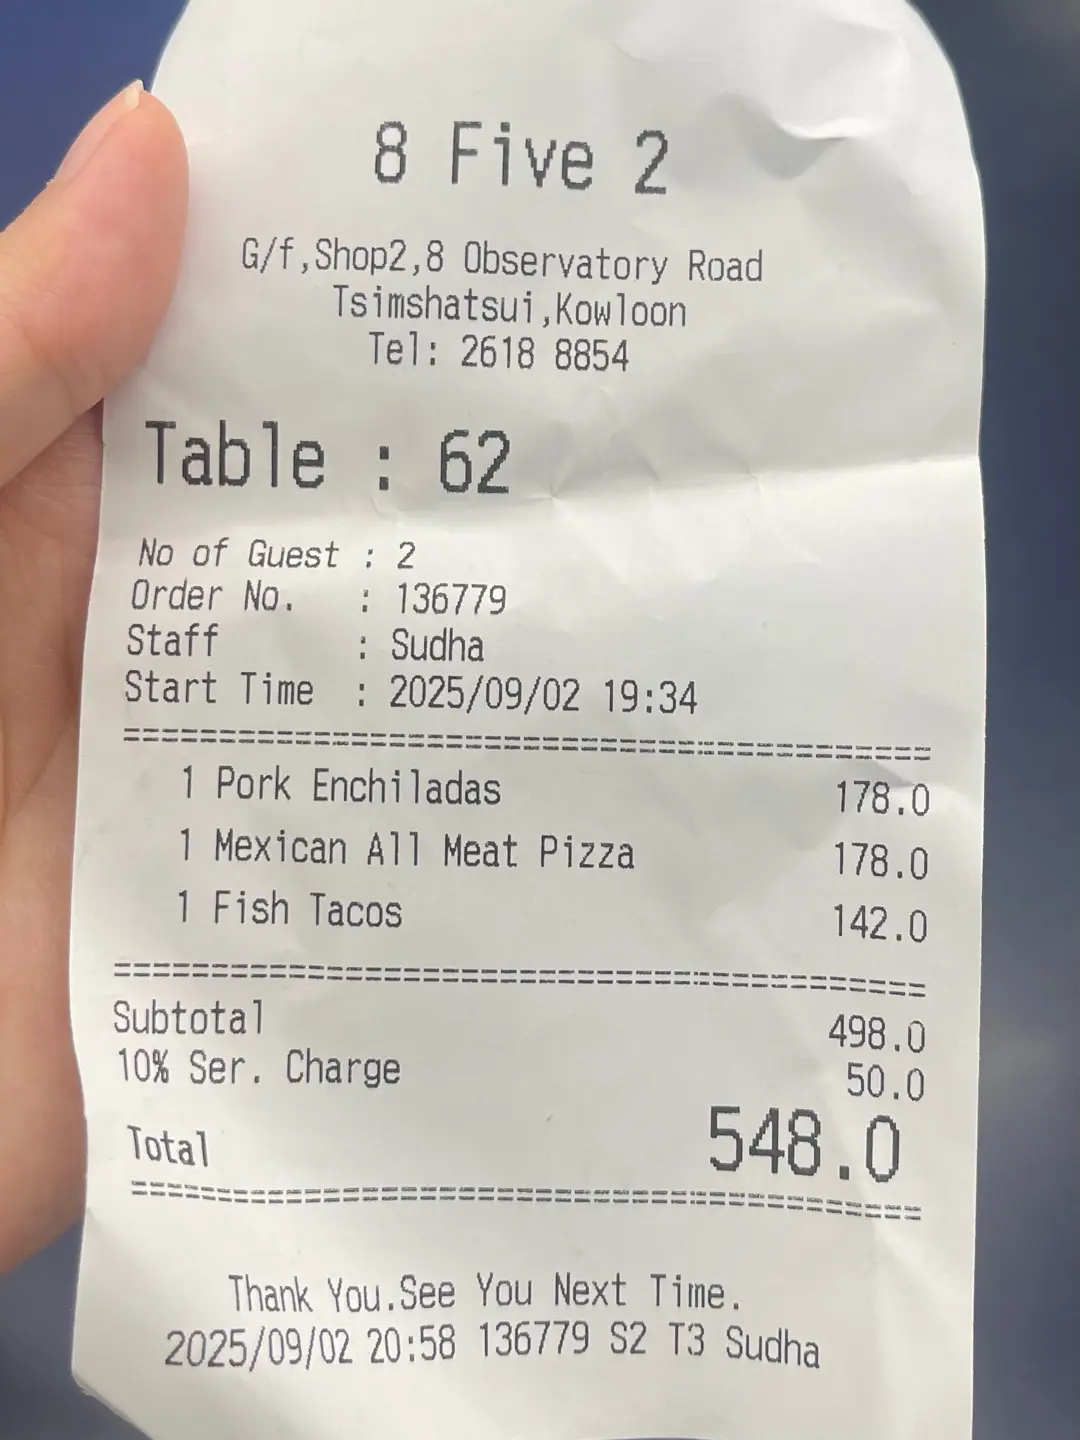 8 Five 2
G/f,Shop2,8 Observatory Road
Tsimshatsui,Kowloon
Tel: 2618 8854
Table : 62
No of Guest : 2
Order No. : 136779
Staff : Sudha
Start Time : 2025/09/02 19:34
1 Pork Enchiladas 178.0
1 Mexican All Meat Pizza 178.0
1 Fish Tacos 142.0
Subtotal 498.0
10% Ser. Charge 50.0
Total 548.0
Thank You.See You Next Time.
2025/09/02 20:58 136779 S2 T3 Sudha